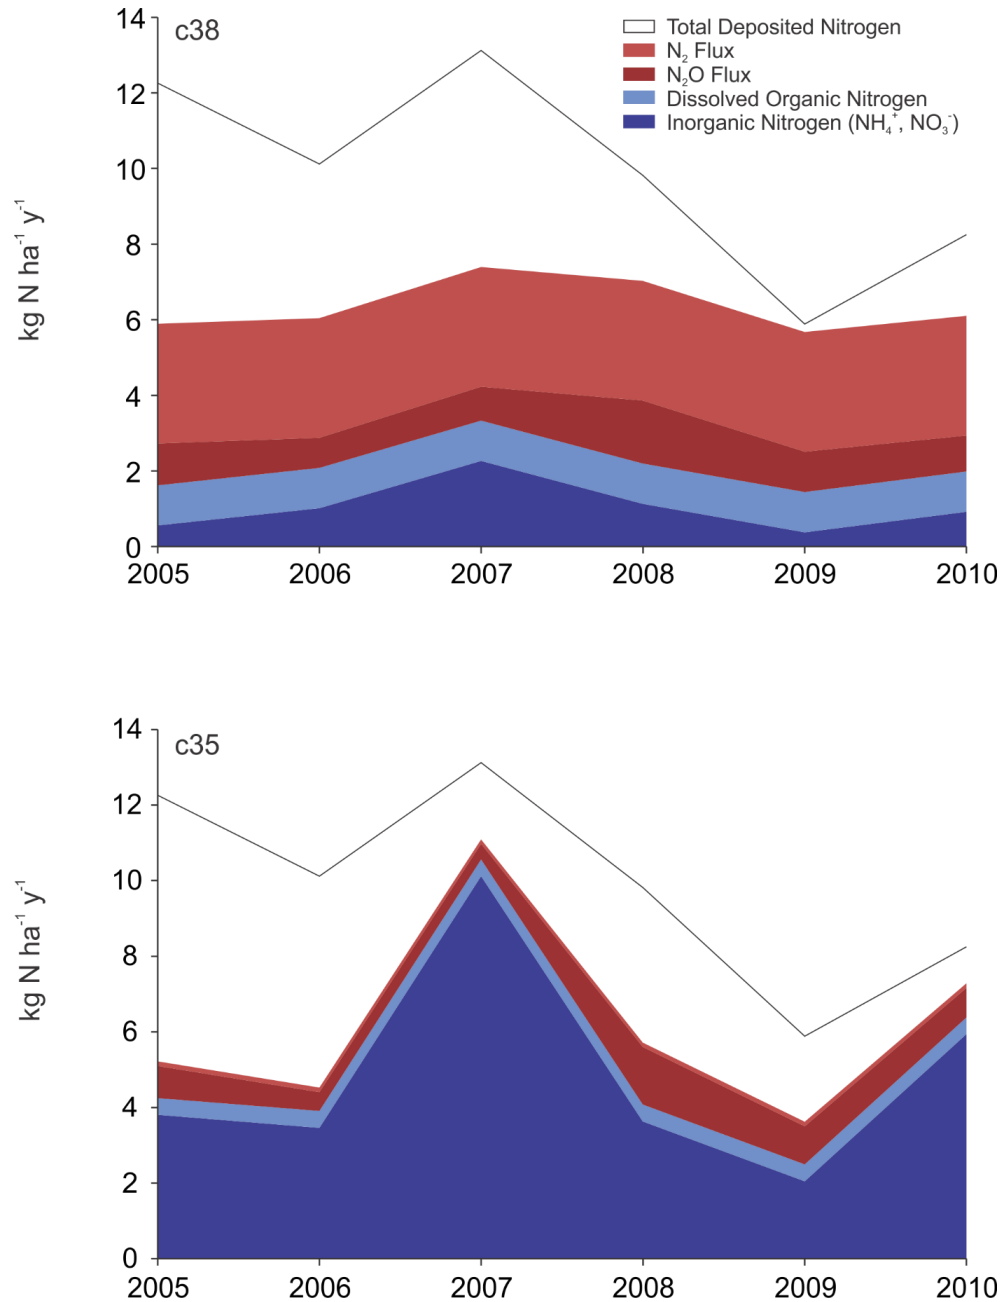 14
c38
Total Deposited Nitrogen
N₂ Flux
N₂O Flux
Dissolved Organic Nitrogen
Inorganic Nitrogen (NH₄⁺, NO₃⁻)
12
10
8
6
4
2
0
kg N ha⁻¹ y⁻¹
2005 2006 2007 2008 2009 2010
14
c35
12
10
8
6
4
2
0
kg N ha⁻¹ y⁻¹
2005 2006 2007 2008 2009 2010